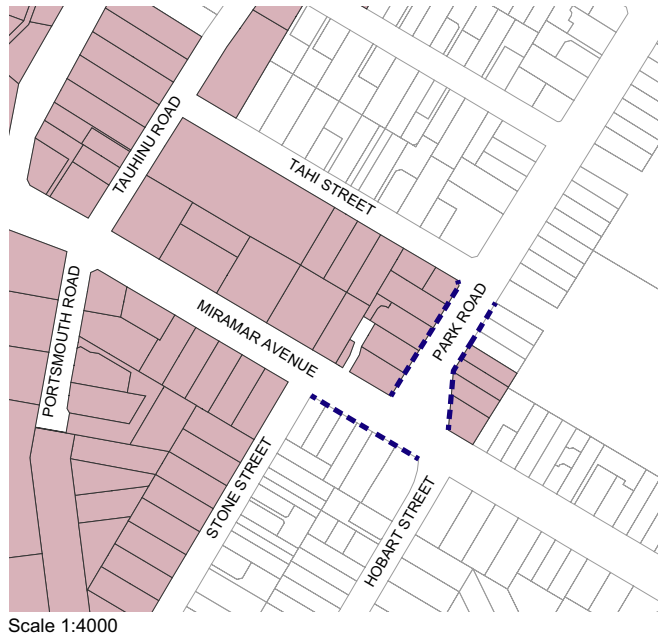 TAUHINU ROAD
TAHI STREET
PORTSMOUTH ROAD
MIRAMAR AVENUE
PARK ROAD
STONE STREET
HOBART STREET
Scale 1:4000